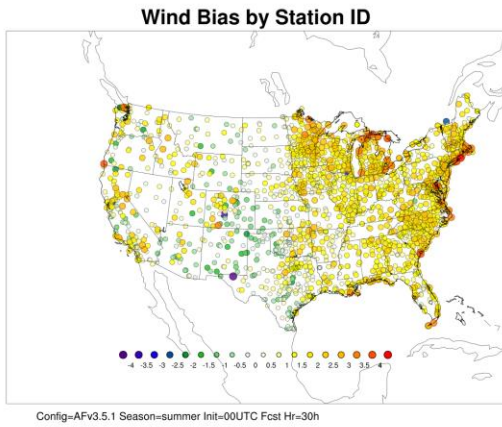 Wind Bias by Station ID
-4 -3.5 -3 -2.5 -2 -1.5 -1 -0.5 0 0.5 1 1.5 2 2.5 3 3.5 4
Config=AFv3.5.1 Season=summer Init=00UTC Fcst Hr=30h